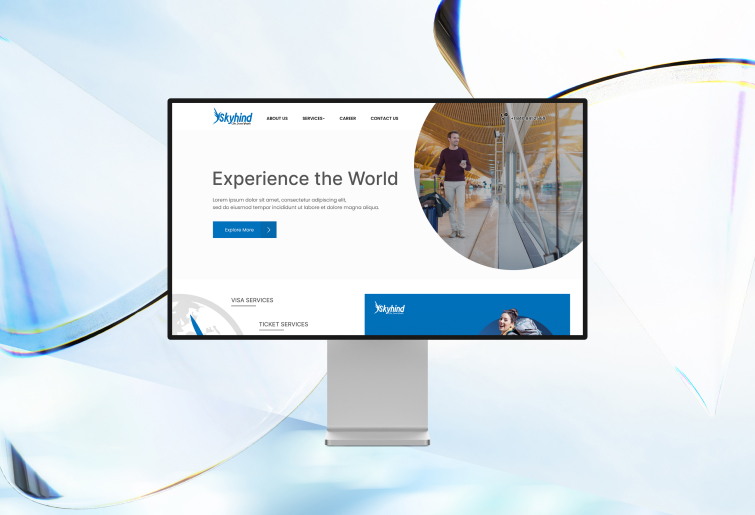 Skyhind
ABOUT US
SERVICES
CAREER
CONTACT US
Experience the World
Lorem ipsum dolor sit amet, consectetur adipiscing elit,
sed do eiusmod tempor incididunt ut labore et dolore magna aliqua.
Explore More
VISA SERVICES
Skyhind
TICKET SERVICES